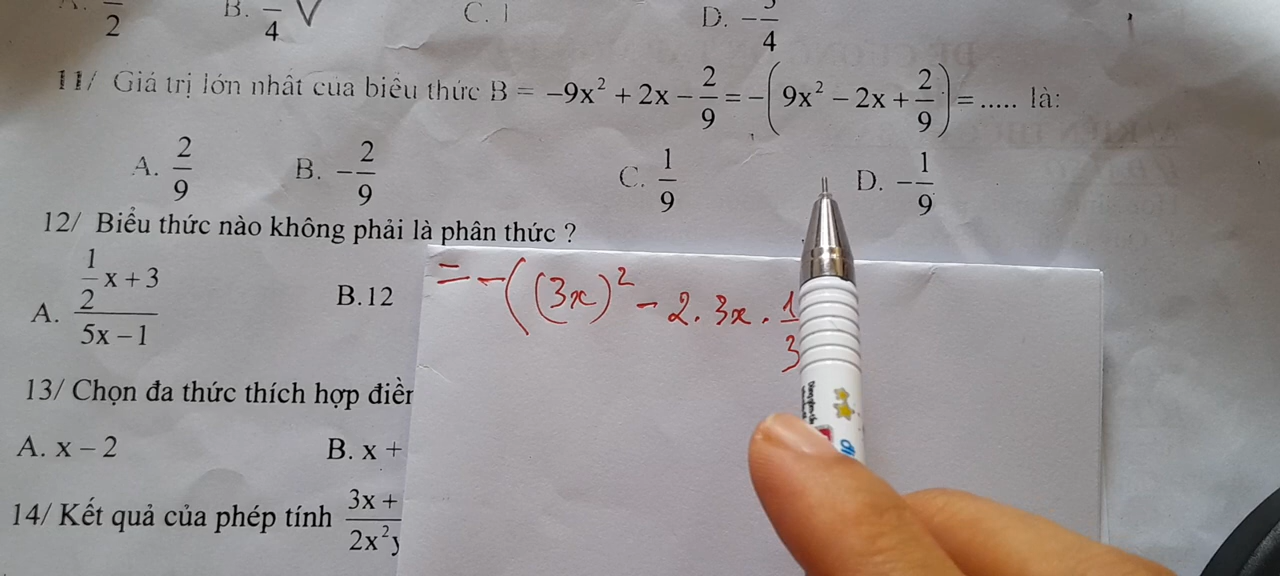 2 B. — 4 C. 1 D. - — 4
11/ Giá trị lớn nhất của biểu thức B = -9x² + 2x - 2/9 = -(9x² - 2x + 2/9) = ..... là:
A. 2/9 B. - 2/9 C. 1/9 D. - 1/9
12/ Biểu thức nào không phải là phân thức ?
= -((3x)² - 2. 3x . 1/3
A. (1/2 x + 3)/(5x - 1) B.12
13/ Chọn đa thức thích hợp điền
A. x - 2 B. x +
14/ Kết quả của phép tính 3x + / 2x²y